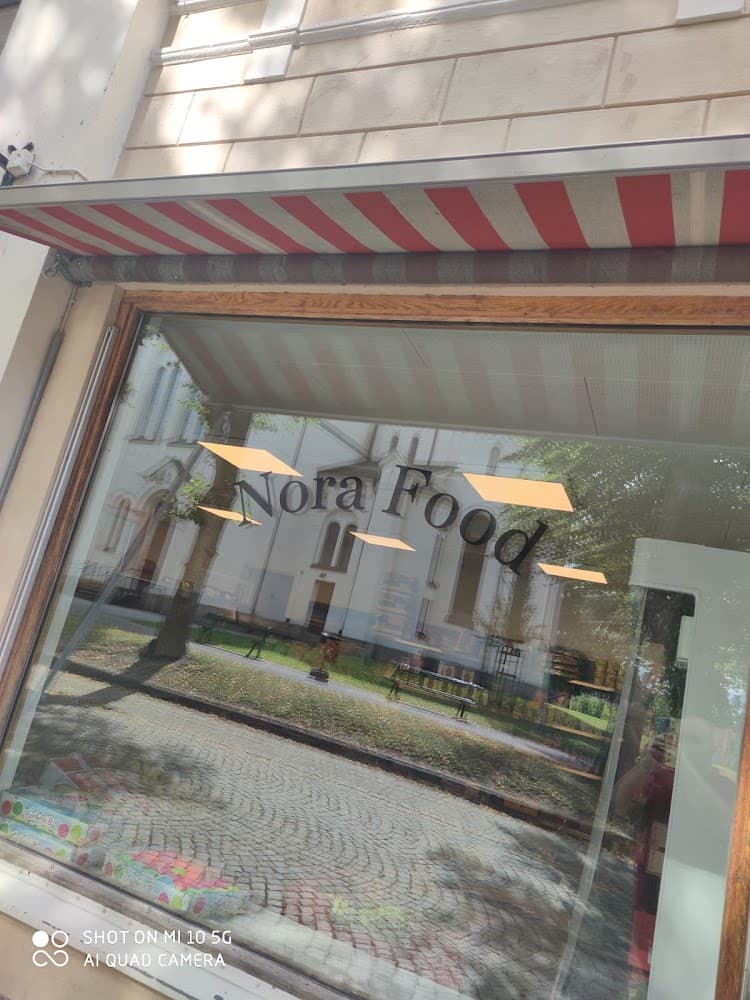 Nora Food
SHOT ON MI 10 5G
AI QUAD CAMERA